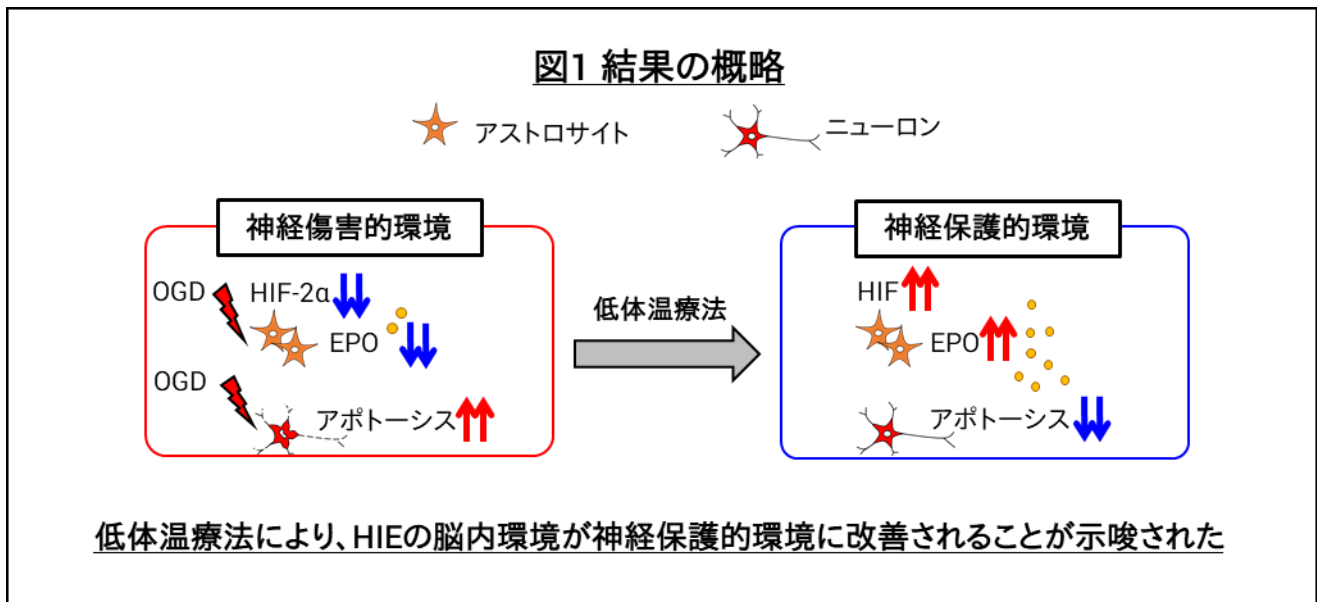 図1 結果の概略
アストロサイト
ニューロン
神経傷害的環境
OGD
HIF-2α
EPO
OGD
アポトーシス
低体温療法
神経保護的環境
HIF
EPO
アポトーシス
低体温療法により、HIEの脳内環境が神経保護的環境に改善されることが示唆された